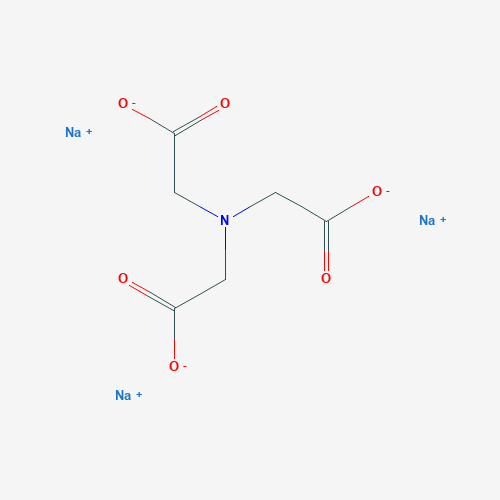 O - O
Na +
O -
N Na +
O O
O -
Na +